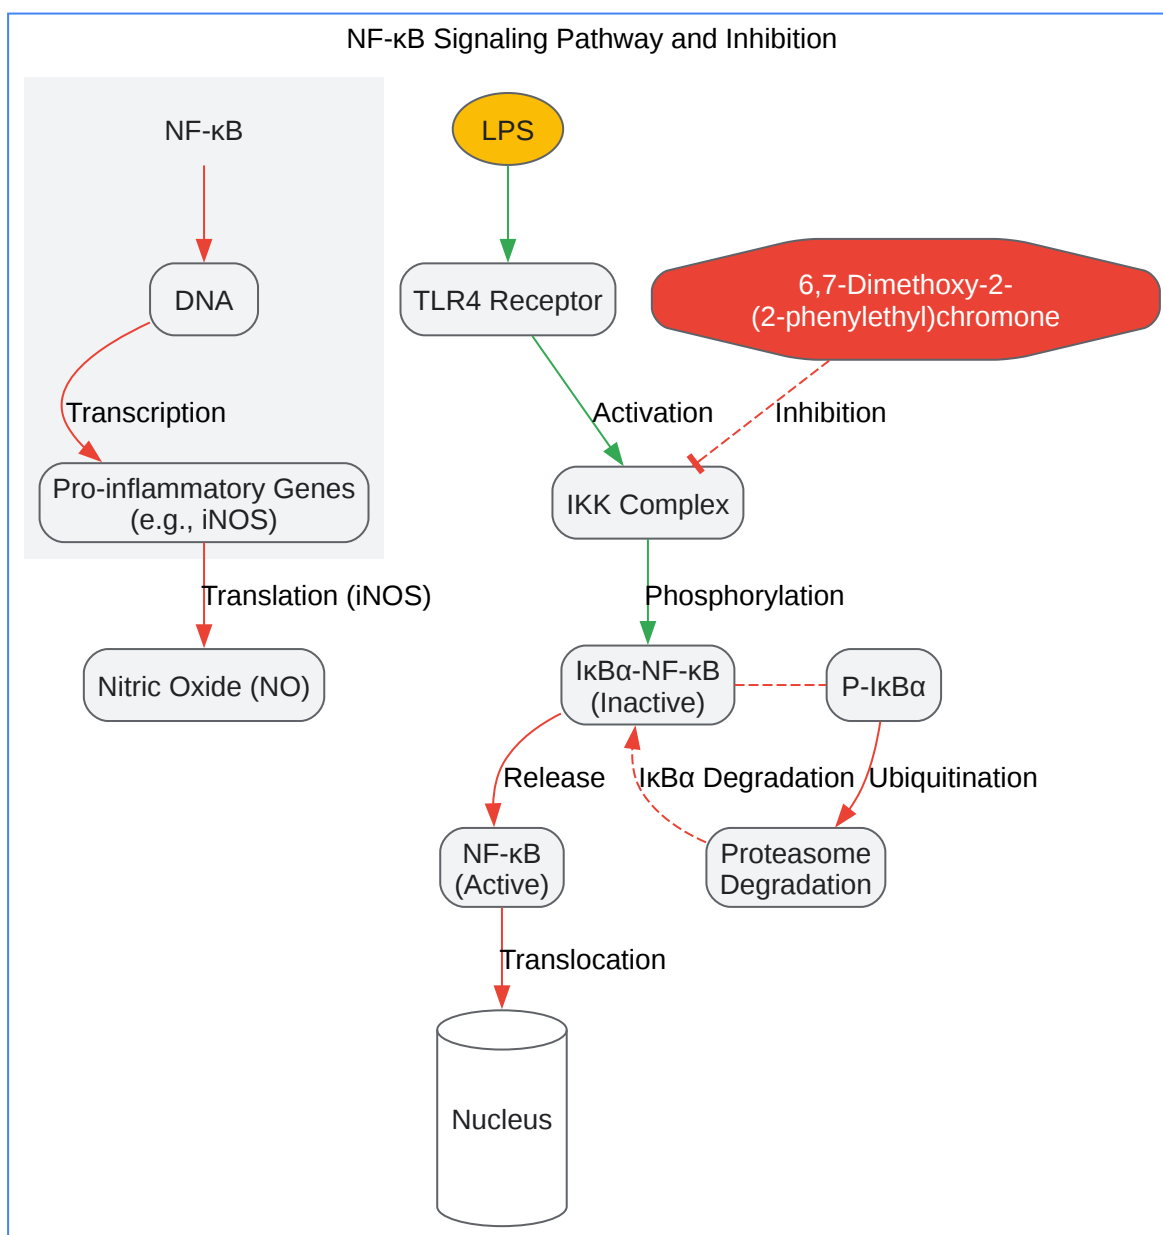 NF-κB Signaling Pathway and Inhibition
NF-κB
LPS
DNA
TLR4 Receptor
6,7-Dimethoxy-2-
(2-phenylethyl)chromone
Transcription
Activation
Inhibition
Pro-inflammatory Genes
(e.g., iNOS)
IKK Complex
Translation (iNOS)
Phosphorylation
Nitric Oxide (NO)
IκBα-NF-κB
(Inactive)
P-IκBα
Release
IκBα Degradation
Ubiquitination
NF-κB
(Active)
Proteasome
Degradation
Translocation
Nucleus